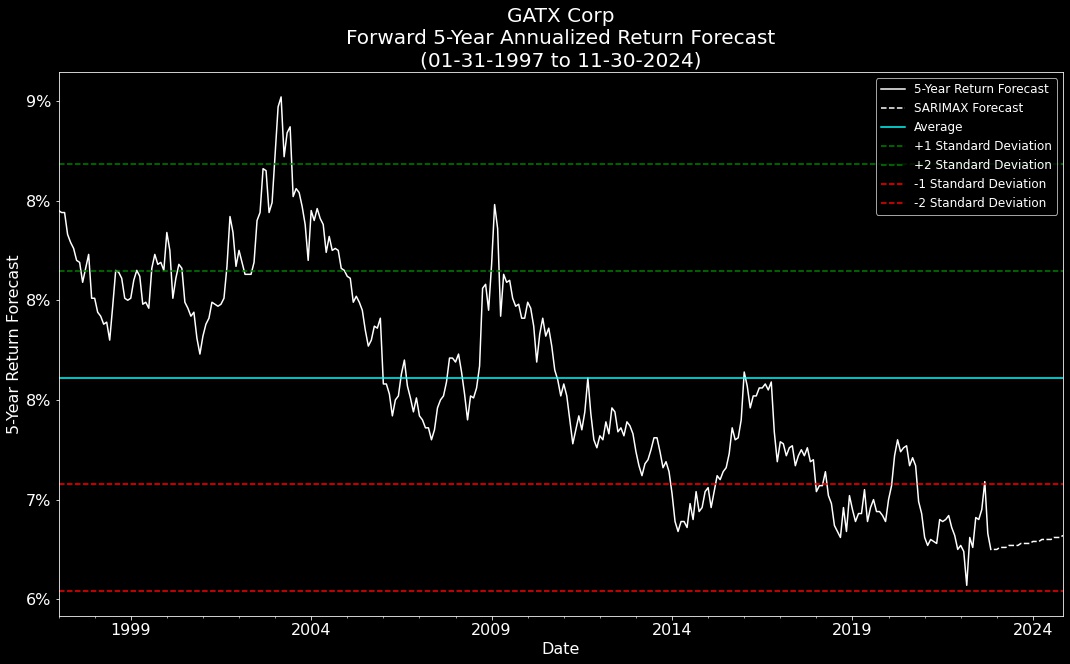 GATX Corp
Forward 5-Year Annualized Return Forecast
(01-31-1997 to 11-30-2024)
5-Year Return Forecast
SARIMAX Forecast
Average
+1 Standard Deviation
+2 Standard Deviation
-1 Standard Deviation
-2 Standard Deviation
5-Year Return Forecast
9%
8%
8%
8%
7%
6%
1999
2004
2009
2014
2019
2024
Date